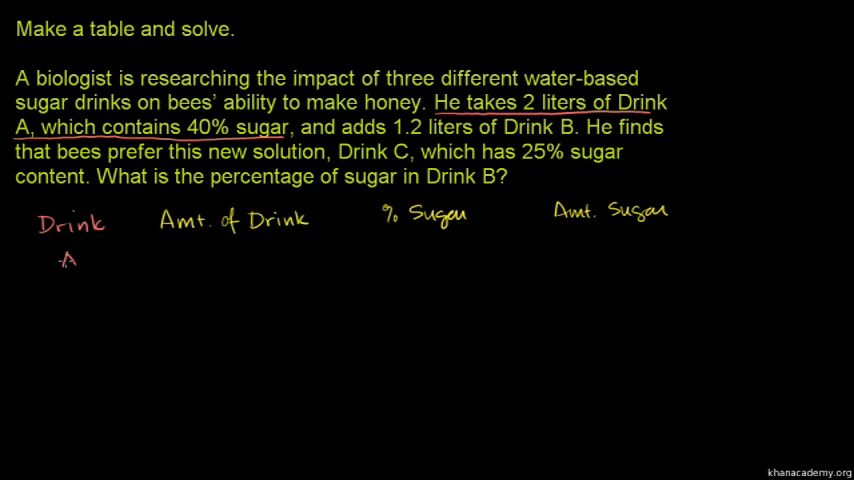 Make a table and solve.
A biologist is researching the impact of three different water-based
sugar drinks on bees' ability to make honey. He takes 2 liters of Drink
A, which contains 40% sugar, and adds 1.2 liters of Drink B. He finds
that bees prefer this new solution, Drink C, which has 25% sugar
content. What is the percentage of sugar in Drink B?
Drink Amt. of Drink % Sugar Amt. Sugar
A
khanacademy.org